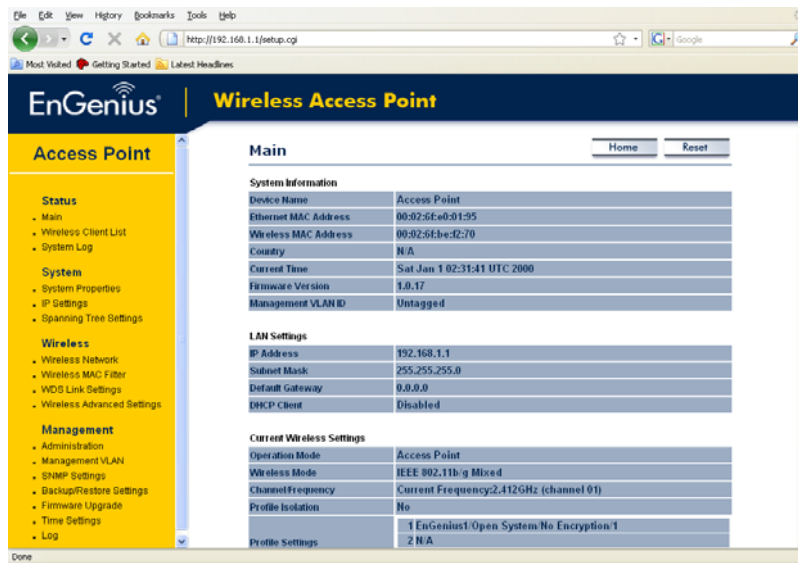 File Edit View History Bookmarks Tools Help
http://192.168.1.1/setup.cgi
Google
Most Visited Getting Started Latest Headlines
EnGenius®
Wireless Access Point
Access Point
Status
Main
Wireless Client List
System Log
System
System Properties
IP Settings
Spanning Tree Settings
Wireless
Wireless Network
Wireless MAC Filter
WDS Link Settings
Wireless Advanced Settings
Management
Administration
Management VLAN
SNMP Settings
Backup/Restore Settings
Firmware Upgrade
Time Settings
Log
Main
Home Reset
System Information
Device Name Access Point
Ethernet MAC Address 00:02:6f:e0:01:95
Wireless MAC Address 00:02:6f:be:f2:70
Country N/A
Current Time Sat Jan 1 02:31:41 UTC 2000
Firmware Version 1.0.17
Management VLAN ID Untagged
LAN Settings
IP Address 192.168.1.1
Subnet Mask 255.255.255.0
Default Gateway 0.0.0.0
DHCP Client Disabled
Current Wireless Settings
Operation Mode Access Point
Wireless Mode IEEE 802.11b/g Mixed
Channel/Frequency Current Frequency:2.412GHz (channel 01)
Profile Isolation No
Profile Settings
1 EnGenius1/Open System/No Encryption/1
2 N/A
Done